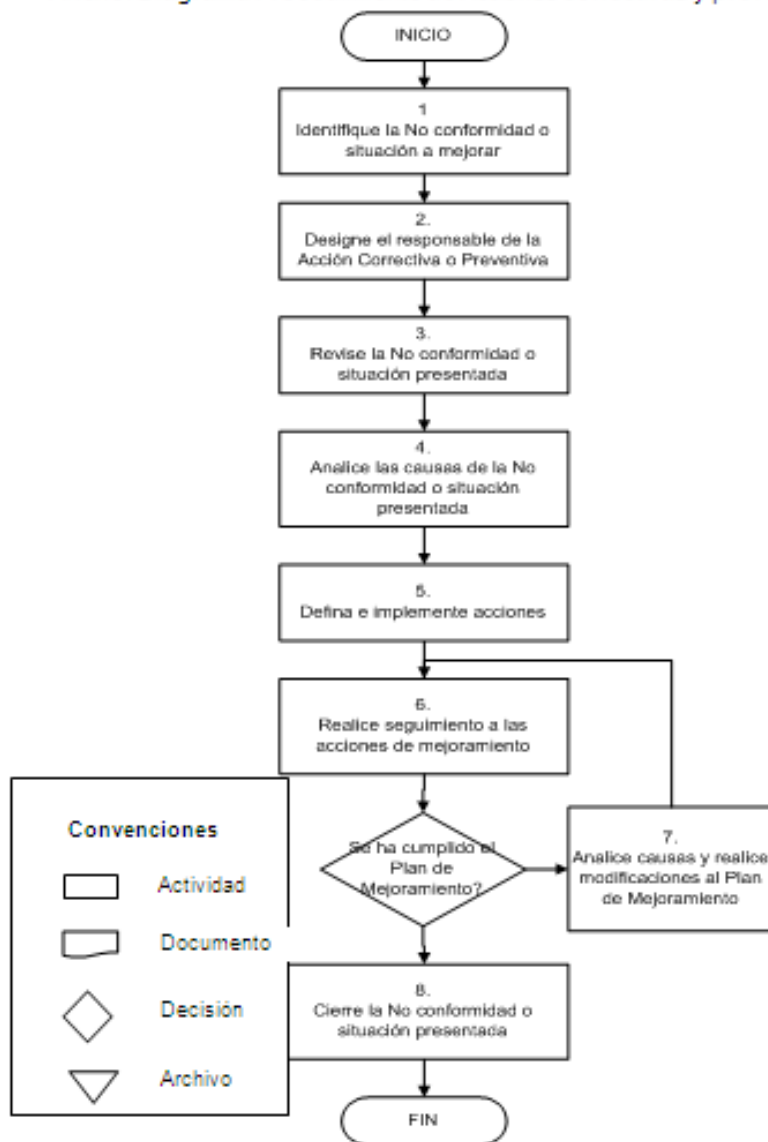 INICIO
1
Identifique la No conformidad o
situación a mejorar
2.
Designe el responsable de la
Acción Correctiva o Preventiva
3.
Revise la No conformidad o
situación presentada
4.
Analice las causas de la No
conformidad o situación
presentada
5.
Defina e implemente acciones
6.
Realice seguimiento a las
acciones de mejoramiento
Se ha cumplido el
Plan de
Mejoramiento?
7.
Analice causas y realice
modificaciones al Plan
de Mejoramiento
8.
Cierre la No conformidad o
situación presentada
FIN
Convenciones
Actividad
Documento
Decisión
Archivo